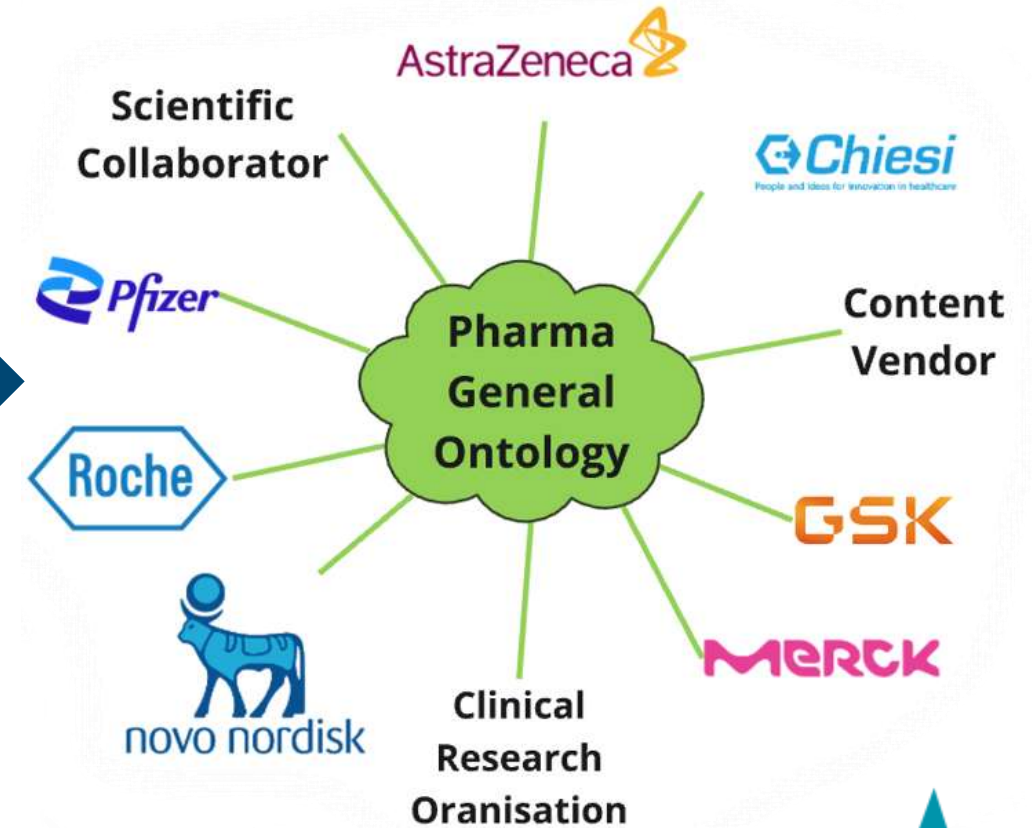 AstraZeneca
Scientific
Collaborator
Chiesi
People and ideas for innovation in healthcare
Pfizer
Content
Vendor
Pharma
General
Ontology
Roche
GSK
novo nordisk
MERCK
Clinical
Research
Oranisation